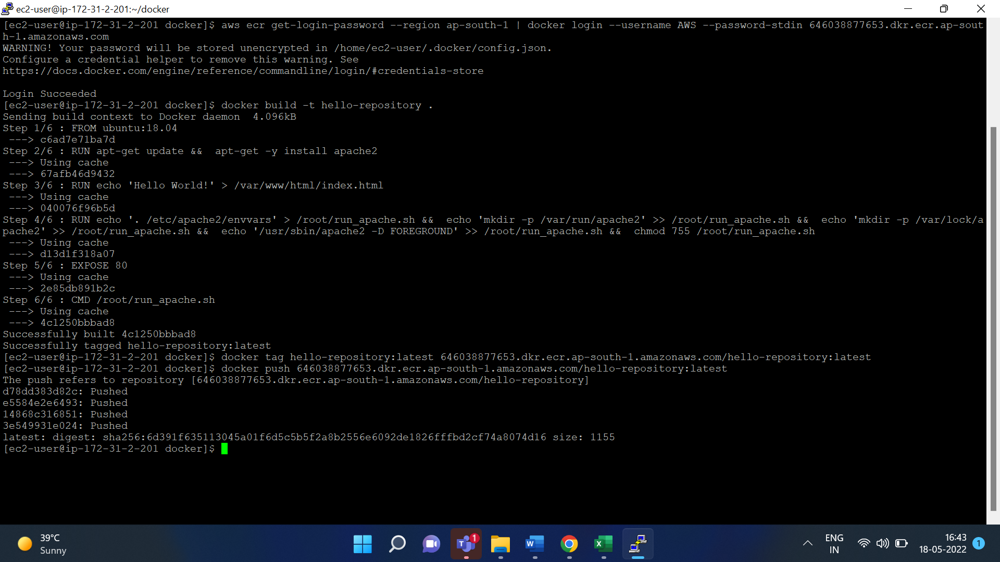 ec2-user@ip-172-31-2-201:~/docker
[ec2-user@ip-172-31-2-201 docker]$ aws ecr get-login-password --region ap-south-1 | docker login --username AWS --password-stdin 646038877653.dkr.ecr.ap-sout
h-1.amazonaws.com
WARNING! Your password will be stored unencrypted in /home/ec2-user/.docker/config.json.
Configure a credential helper to remove this warning. See
https://docs.docker.com/engine/reference/commandline/login/#credentials-store
Login Succeeded
[ec2-user@ip-172-31-2-201 docker]$ docker build -t hello-repository .
Sending build context to Docker daemon  4.096kB
Step 1/6 : FROM ubuntu:18.04
 ---> c6ad7e71ba7d
Step 2/6 : RUN apt-get update &&  apt-get -y install apache2
 ---> Using cache
 ---> 67afb46d9432
Step 3/6 : RUN echo 'Hello World!' > /var/www/html/index.html
 ---> Using cache
 ---> 040076f96b5d
Step 4/6 : RUN echo '. /etc/apache2/envvars' > /root/run_apache.sh &&  echo 'mkdir -p /var/run/apache2' >> /root/run_apache.sh &&  echo 'mkdir -p /var/lock/a
pache2' >> /root/run_apache.sh &&  echo '/usr/sbin/apache2 -D FOREGROUND' >> /root/run_apache.sh &&  chmod 755 /root/run_apache.sh
 ---> Using cache
 ---> d13d1f318a07
Step 5/6 : EXPOSE 80
 ---> Using cache
 ---> 2e85db891b2c
Step 6/6 : CMD /root/run_apache.sh
 ---> Using cache
 ---> 4c1250bbbad8
Successfully built 4c1250bbbad8
Successfully tagged hello-repository:latest
[ec2-user@ip-172-31-2-201 docker]$ docker tag hello-repository:latest 646038877653.dkr.ecr.ap-south-1.amazonaws.com/hello-repository:latest
[ec2-user@ip-172-31-2-201 docker]$ docker push 646038877653.dkr.ecr.ap-south-1.amazonaws.com/hello-repository:latest
The push refers to repository [646038877653.dkr.ecr.ap-south-1.amazonaws.com/hello-repository]
d78dd383d82c: Pushed
e5584e2e6493: Pushed
14868c316851: Pushed
3e549931e024: Pushed
latest: digest: sha256:6d391f635113045a01f6d5c5b5f2a8b2556e6092de1826fffbd2cf74a8074d16 size: 1155
[ec2-user@ip-172-31-2-201 docker]$
39°C
Sunny
T 1
W
X
ENG
IN
16:43
18-05-2022
1